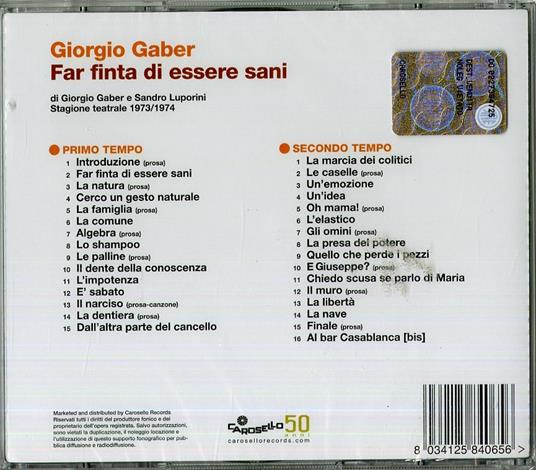 Giorgio Gaber
Far finta di essere sani
di Giorgio Gaber e Sandro Luporini
Stagione teatrale 1973/1974
PRIMO TEMPO
1 Introduzione (prosa)
2 Far finta di essere sani
3 La natura (prosa)
4 Cerco un gesto naturale
5 La famiglia (prosa)
6 La comune
7 Algebra (prosa)
8 Lo shampoo
9 Le palline (prosa)
10 Il dente della conoscenza
11 L'impotenza
12 E' sabato
13 Il narciso (prosa-canzone)
14 La dentiera (prosa)
15 Dall'altra parte del cancello
SECONDO TEMPO
1 La marcia dei colitici
2 Le caselle (prosa)
3 Un'emozione
4 Un'idea
5 Oh mama! (prosa)
6 L'elastico
7 Gli omini (prosa)
8 La presa del potere
9 Quello che perde i pezzi
10 E Giuseppe? (prosa)
11 Chiedo scusa se parlo di Maria
12 Il muro (prosa)
13 La libertà
14 La nave
15 Finale (prosa)
16 Al bar Casablanca [bis]
CAROSELLO
Marketed and distributed by Carosello Records
Riservati tutti i diritti del produttore fonico e dei
proprietario dell'opera registrata. Salvo autorizzazioni,
sono vietati la duplicazione, il noleggio locazione e
l'utilizzazione di questo supporto fonografico per pub-
blica diffusione e radiodiffusione.
CAROSELLO 50
anni
carosellorecords.com
8 034125 840656 >